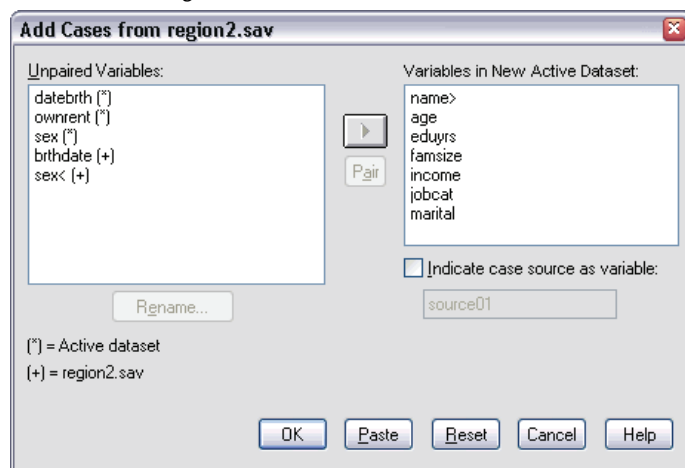 Add Cases from region2.sav
Unpaired Variables:
datebrth (*)
ownrent (*)
sex (*)
brthdate (+)
sex< (+)
Rename...
(*) = Active dataset
(+) = region2.sav
Pair
Variables in New Active Dataset:
name>
age
eduyrs
famsize
income
jobcat
marital
Indicate case source as variable:
source01
OK
Paste
Reset
Cancel
Help